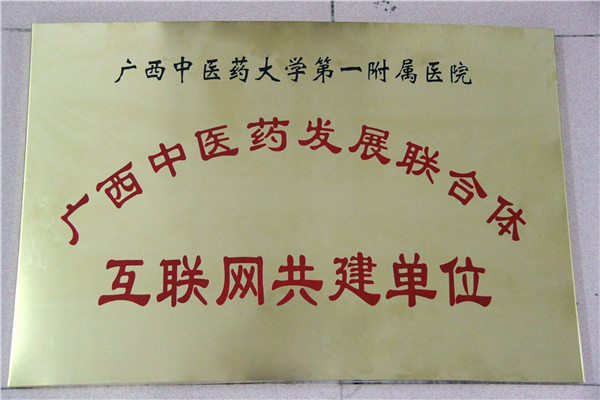 广西中医药大学第一附属医院
广西中医药发展联合体
互联网共建单位